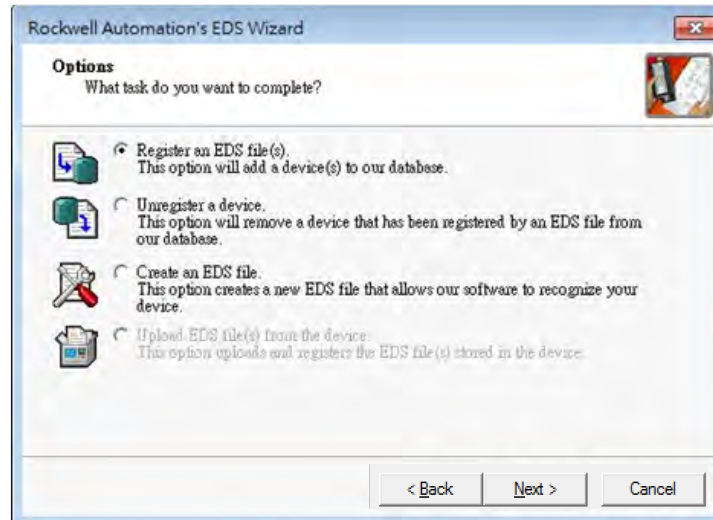 Rockwell Automation's EDS Wizard
Options
What task do you want to complete?
Register an EDS file(s).
This option will add a device(s) to our database.
Unregister a device.
This option will remove a device that has been registered by an EDS file from
our database.
Create an EDS file.
This option creates a new EDS file that allows our software to recognize your
device.
Upload EDS file(s) from the device.
This option uploads and registers the EDS file(s) stored in the device.
< Back
Next >
Cancel